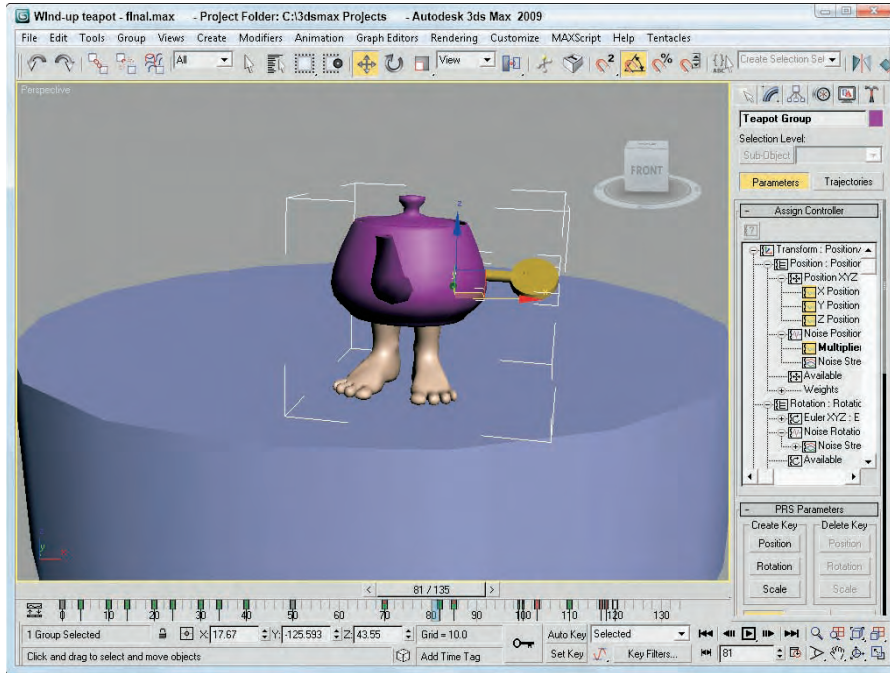 WInd-up teapot - fInal.max - Project Folder: C:\3dsmax Projects - Autodesk 3ds Max 2009
File Edit Tools Group Views Create Modifiers Animation Graph Editors Rendering Customize MAXScript Help Tentacles
All View Create Selection Sel
Perspective
FRONT
z
Teapot Group
Selection Level:
Sub-Object
Parameters Trajectories
- Assign Controller
Transform : Position/
Position : Position
Position XYZ
X Position
Y Position
Z Position
Noise Position
Multiplier
Noise Stre
Available
Weights
Rotation : Rotatic
Euler XYZ : E
Noise Rotatio
Noise Stre
Available
- PRS Parameters
Create Key Delete Key
Position Position
Rotation Rotation
Scale Scale
81 / 135
0 10 20 30 40 50 60 70 80 90 100 110 120 130
1 Group Selected X: 17.67 Y: -125.593 Z: 43.55 Grid = 10.0 Auto Key Selected
Click and drag to select and move objects Add Time Tag Set Key Key Filters... 81